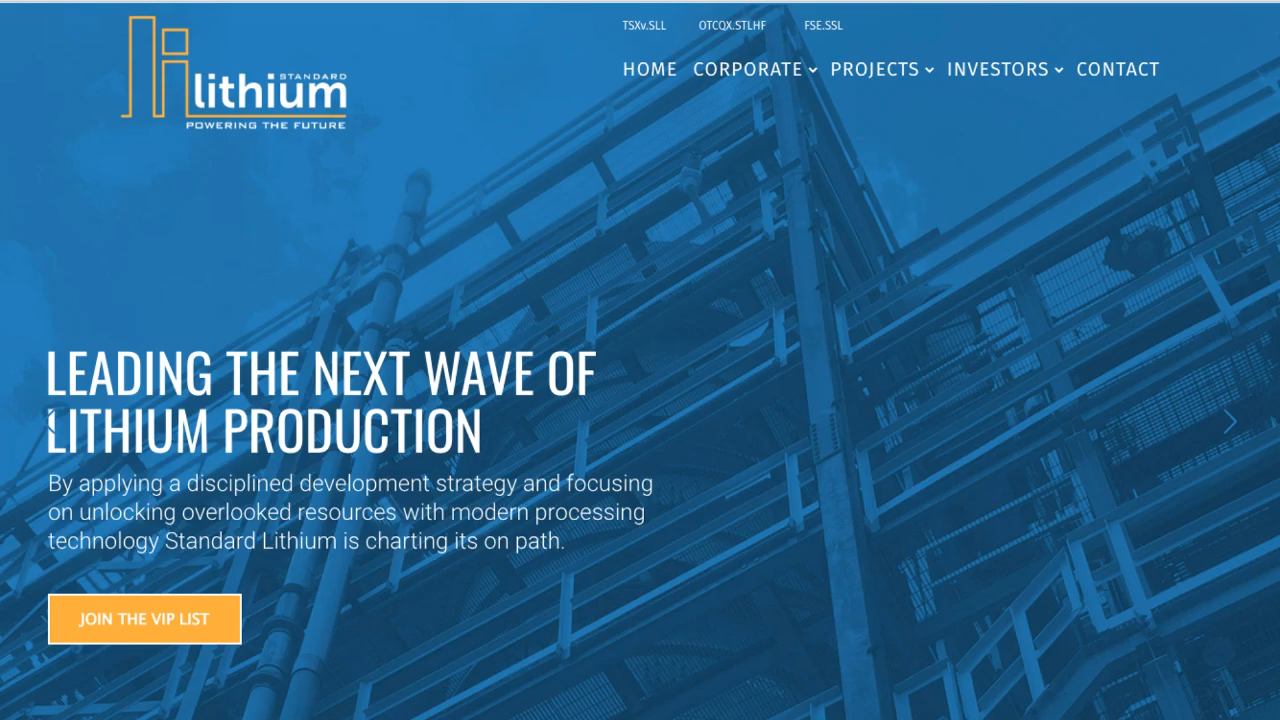 TSXv.SLL OTCQX.STLHF FSE.SSL
HOME CORPORATE PROJECTS INVESTORS CONTACT
li
STANDARD
lithium
POWERING THE FUTURE
LEADING THE NEXT WAVE OF
LITHIUM PRODUCTION
By applying a disciplined development strategy and focusing
on unlocking overlooked resources with modern processing
technology Standard Lithium is charting its on path.
JOIN THE VIP LIST